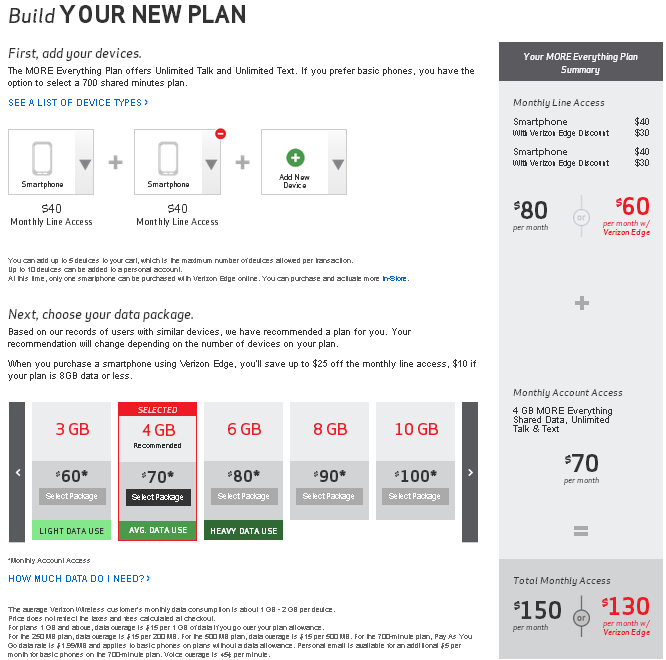 Build YOUR NEW PLAN
First, add your devices.
The MORE Everything Plan offers Unlimited Talk and Unlimited Text. If you prefer basic phones, you have the
option to select a 700 shared minutes plan.
SEE A LIST OF DEVICE TYPES >
Smartphone
+
Smartphone
+
Add New
Device
$40
Monthly Line Access
$40
Monthly Line Access
You can add up to 5 devices to your cart, which is the maximum number of devices allowed per transaction.
Up to 10 devices can be added to a personal account.
At this time, only one smartphone can be purchased with Verizon Edge online. You can purchase and activate more In-Store.
Next, choose your data package.
Based on our records of users with similar devices, we have recommended a plan for you. Your
recommendation will change depending on the number of devices on your plan.
When you purchase a smartphone using Verizon Edge, you'll save up to $25 off the monthly line access, $10 if
your plan is 8GB data or less.
3 GB
$60*
Select Package
LIGHT DATA USE
SELECTED
4 GB
Recommended
$70*
Select Package
AVG. DATA USE
6 GB
$80*
Select Package
HEAVY DATA USE
8 GB
$90*
Select Package
10 GB
$100*
Select Package
*Monthly Account Access
HOW MUCH DATA DO I NEED? >
The average Verizon Wireless customer's monthly data consumption is about 1 GB - 2 GB per device.
Price does not reflect the taxes and fees calculated at checkout.
For plans 1 GB and above, data overage is $15 per 1 GB of data if you go over your plan allowance.
For the 250 MB plan, data overage is $15 per 200 MB. For the 500 MB plan, data overage is $15 per 500 MB. For the 700-minute plan, Pay As You
Go data rate is $1.99/MB and applies to basic phones on plans without a data allowance. Personal email is available for an additional $5 per
month for basic phones on the 700-minute plan. Voice overage is 45¢ per minute.
Your MORE Everything Plan
Summary
Monthly Line Access
Smartphone $40
With Verizon Edge Discount $30
Smartphone $40
With Verizon Edge Discount $30
$80
per month
or
$60
per month w/
Verizon Edge
+
Monthly Account Access
4 GB MORE Everything
Shared Data, Unlimited
Talk & Text
$70
per month
=
Total Monthly Access
$150
per month
or
$130
per month w/
Verizon Edge